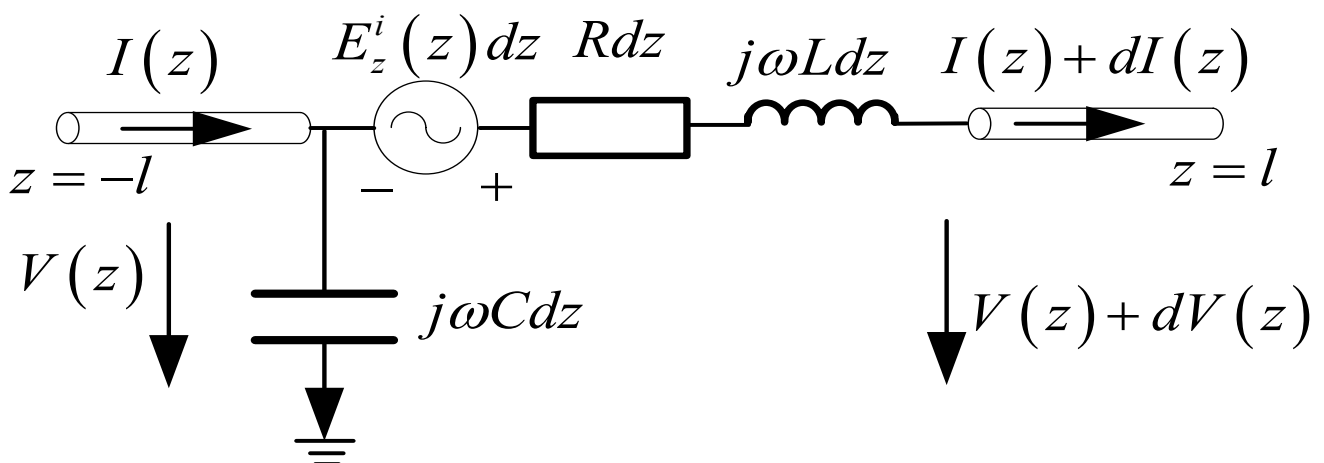 I(z)
E_z^i(z)dz
Rdz
jωLdz
I(z)+dI(z)
z=-l
− +
z=l
V(z)
jωCdz
V(z)+dV(z)